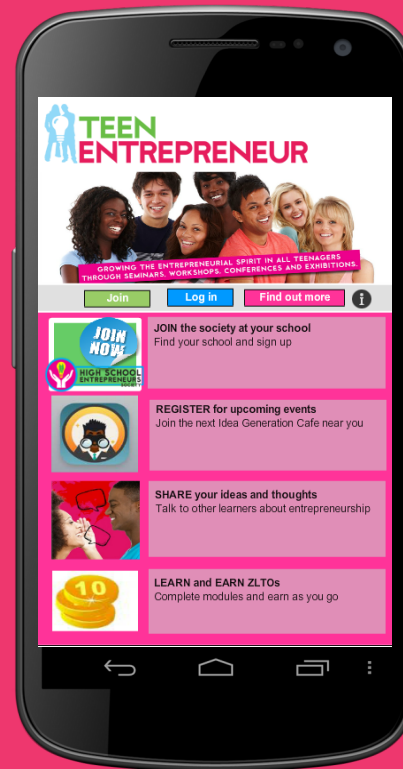 TEEN
ENTREPRENEUR
GROWING THE ENTREPRENEURIAL SPIRIT IN ALL TEENAGERS
THROUGH SEMINARS, WORKSHOPS, CONFERENCES AND EXHIBITIONS.
Join
Log in
Find out more
i
JOIN
NOW
HIGH SCHOOL
ENTREPRENEURS
SOCIETY
JOIN the society at your school
Find your school and sign up
REGISTER for upcoming events
Join the next Idea Generation Cafe near you
SHARE your ideas and thoughts
Talk to other learners about entrepreneurship
10
LEARN and EARN ZLTOs
Complete modules and earn as you go